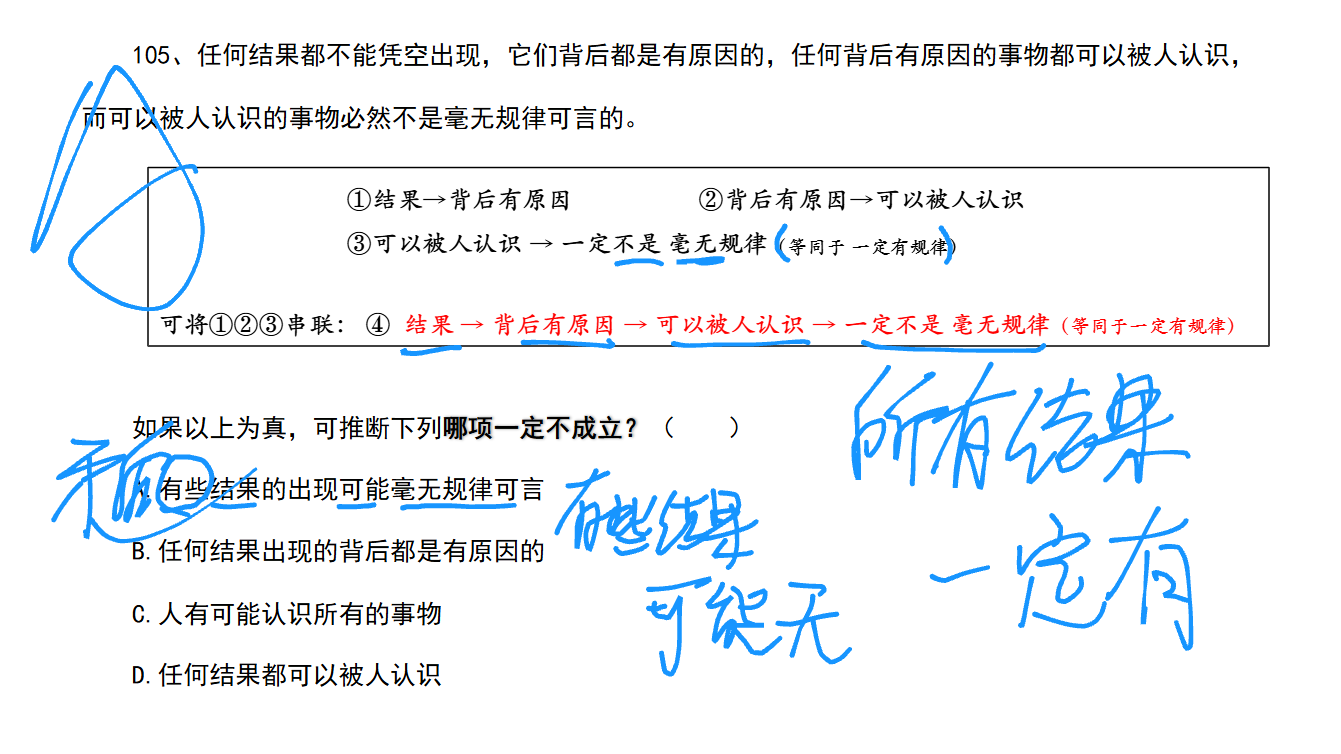 105、任何结果都不能凭空出现，它们背后都是有原因的，任何背后有原因的事物都可以被人认识，
而可以被人认识的事物必然不是毫无规律可言的。
①结果→背后有原因 ②背后有原因→可以被人认识
③可以被人认识 → 一定不是 毫无规律（等同于 一定有规律）
可将①②③串联： ④ 结果 → 背后有原因 → 可以被人认识 → 一定不是 毫无规律（等同于一定有规律）
所有结果
一定有
如果以上为真，可推断下列哪项一定不成立？（ ）
A.有些结果的出现可能毫无规律可言
有些结果
可能无
B.任何结果出现的背后都是有原因的
C.人有可能认识所有的事物
D.任何结果都可以被人认识